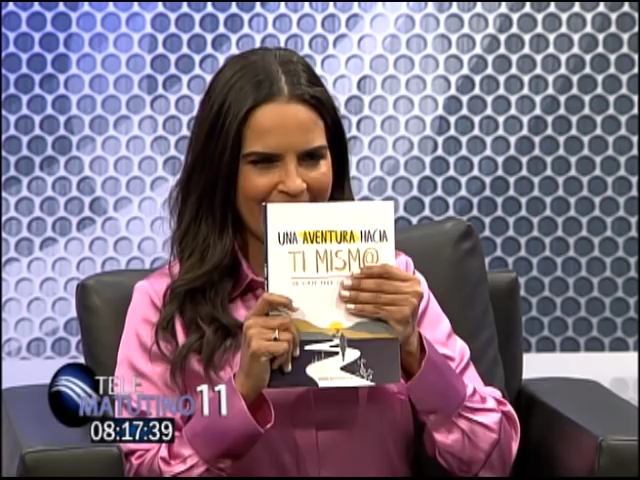 UNA AVENTURA HACIA
TI MISM@
TELE
MATUTINO 11
08:17:39